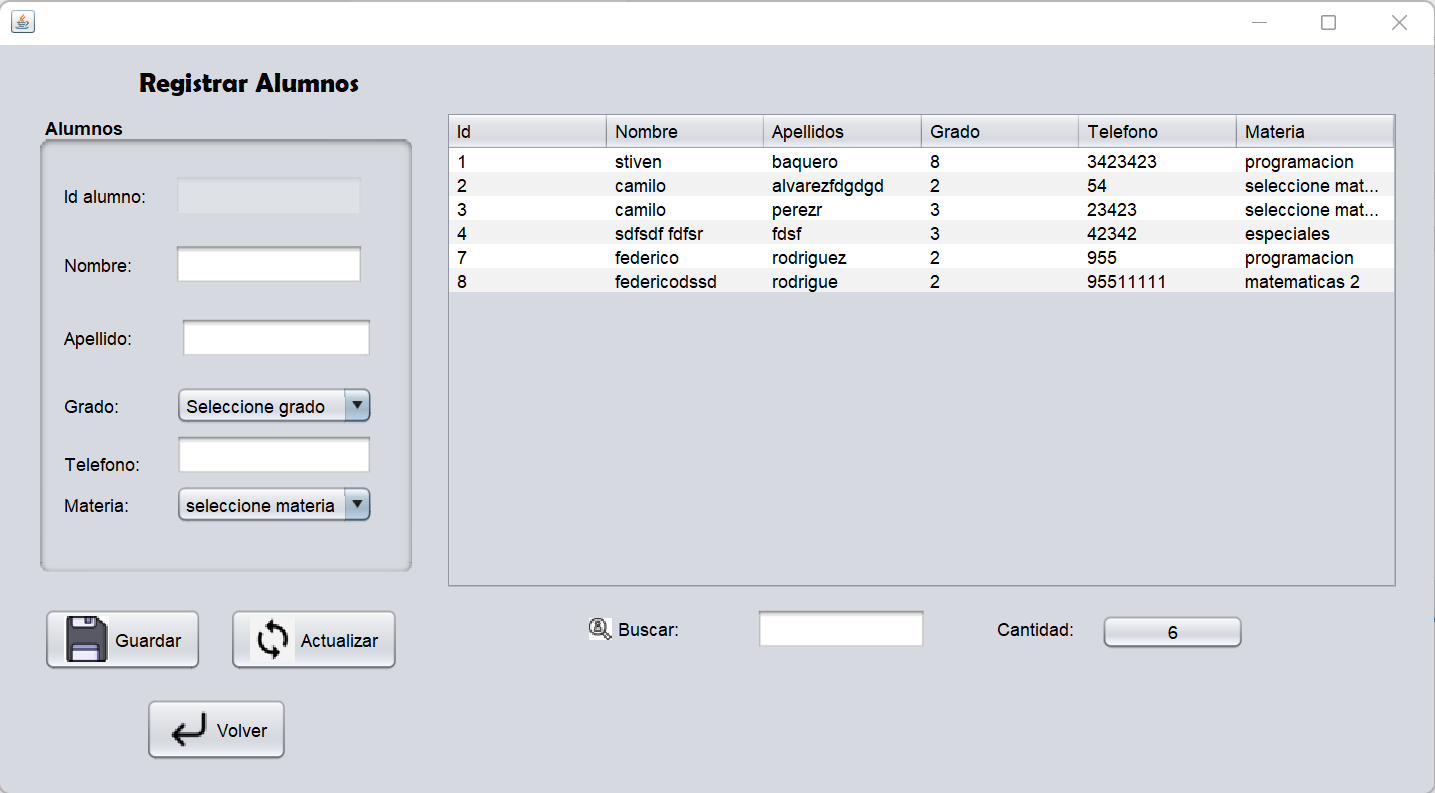 Registrar Alumnos
Alumnos
Id alumno:
Nombre:
Apellido:
Grado: Seleccione grado
Telefono:
Materia: seleccione materia
Guardar Actualizar
Volver
Id Nombre Apellidos Grado Telefono Materia
1 stiven baquero 8 3423423 programacion
2 camilo alvarezfdgdgd 2 54 seleccione mat...
3 camilo perezr 3 23423 seleccione mat...
4 sdfsdf fdfsr fdsf 3 42342 especiales
7 federico rodriguez 2 955 programacion
8 federicodssd rodrigue 2 95511111 matematicas 2
Buscar: Cantidad: 6